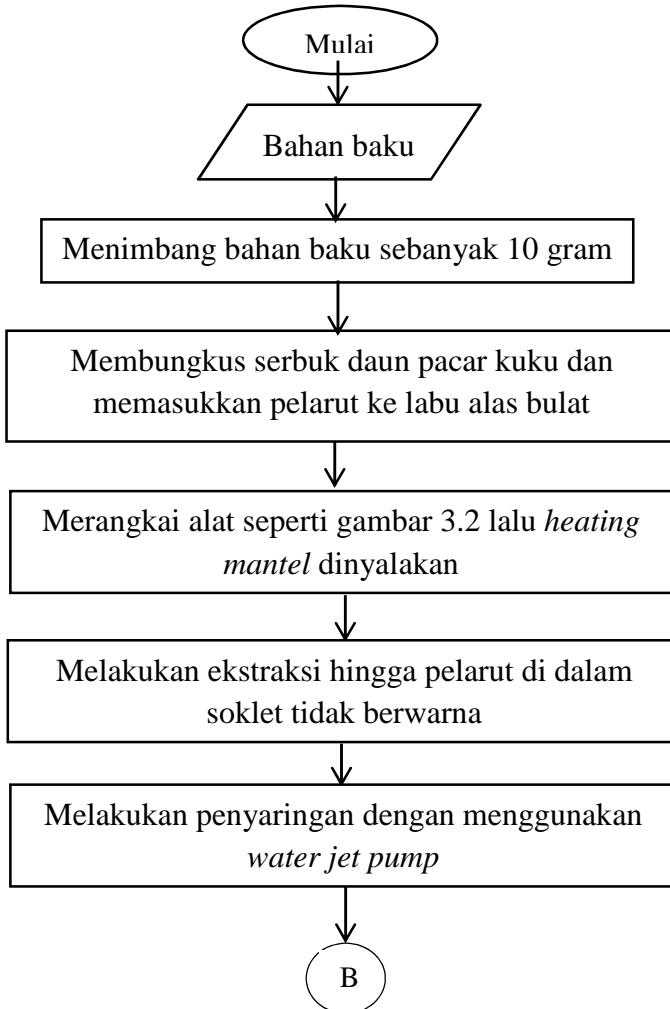 Mulai
Bahan baku
Menimbang bahan baku sebanyak 10 gram
Membungkus serbuk daun pacar kuku dan
memasukkan pelarut ke labu alas bulat
Merangkai alat seperti gambar 3.2 lalu heating
mantel dinyalakan
Melakukan ekstraksi hingga pelarut di dalam
soklet tidak berwarna
Melakukan penyaringan dengan menggunakan
water jet pump
B